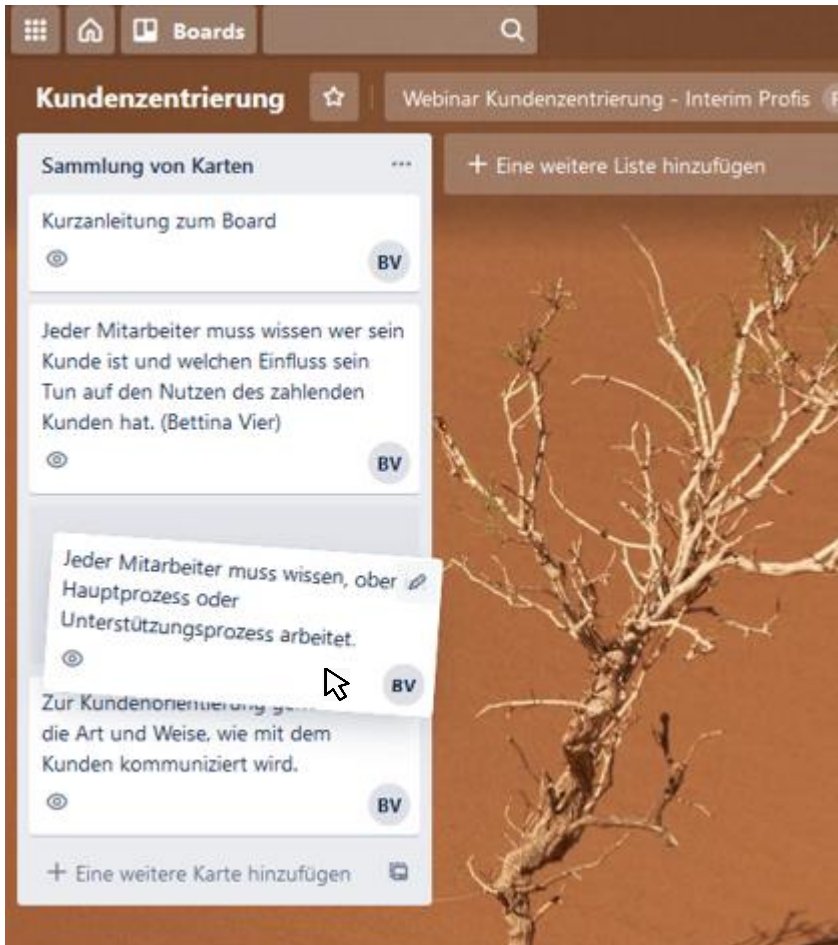 Boards
Kundenzentrierung
Webinar Kundenzentrierung - Interim Profis
Sammlung von Karten
Eine weitere Liste hinzufügen
Kurzanleitung zum Board
BV
Jeder Mitarbeiter muss wissen wer sein
Kunde ist und welchen Einfluss sein
Tun auf den Nutzen des zahlenden
Kunden hat. (Bettina Vier)
BV
Jeder Mitarbeiter muss wissen, ober
Hauptprozess oder
Unterstützungsprozess arbeitet.
BV
Zur Kundenorientierung
die Art und Weise, wie mit dem
Kunden kommuniziert wird.
BV
Eine weitere Karte hinzufügen